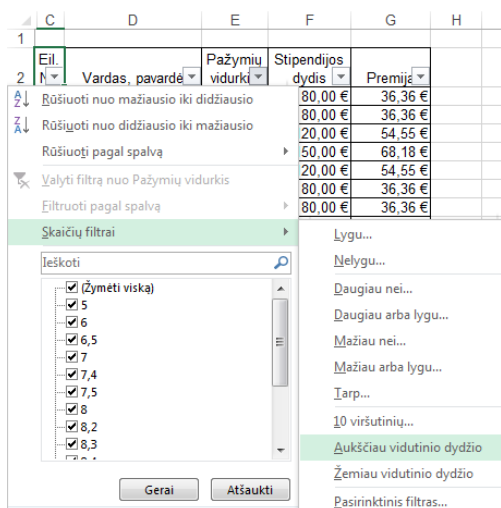 C D E F G H
1
Eil. Pažymių Stipendijos
2 N Vardas, pavardė vidurki dydis Premija
Rūšiuoti nuo mažiausio iki didžiausio 80,00 € 36,36 €
80,00 € 36,36 €
Rūšiuoti nuo didžiausio iki mažiausio 20,00 € 54,55 €
Rūšiuoti pagal spalvą 50,00 € 68,18 €
20,00 € 54,55 €
Valyti filtrą nuo Pažymių vidurkis 80,00 € 36,36 €
Filtruoti pagal spalvą 80,00 € 36,36 €
Skaičių filtrai
Lygu...
Nelygu...
Daugiau nei...
Daugiau arba lygu...
Mažiau nei...
Mažiau arba lygu...
Tarp...
10 viršutinių...
Aukščiau vidutinio dydžio
Žemiau vidutinio dydžio
Pasirinktinis filtras...
Ieškoti
(Žymėti viską)
5
6
6,5
7
7,4
7,5
8
8,2
8,3
Gerai Atšaukti